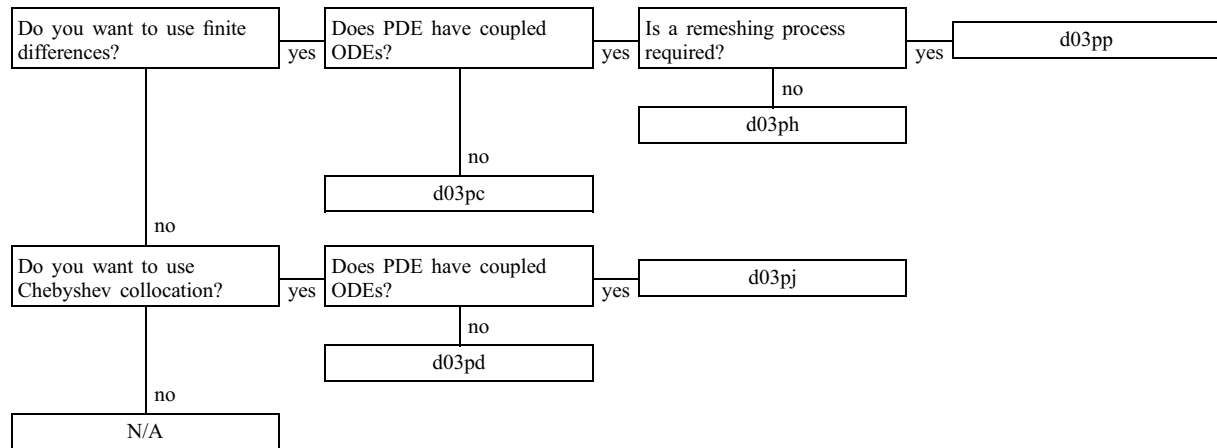 Do you want to use finite
differences?
yes
Does PDE have coupled
ODEs?
yes
Is a remeshing process
required?
yes
d03pp
no
d03ph
no
d03pc
no
Do you want to use
Chebyshev collocation?
yes
Does PDE have coupled
ODEs?
yes
d03pj
no
d03pd
no
N/A